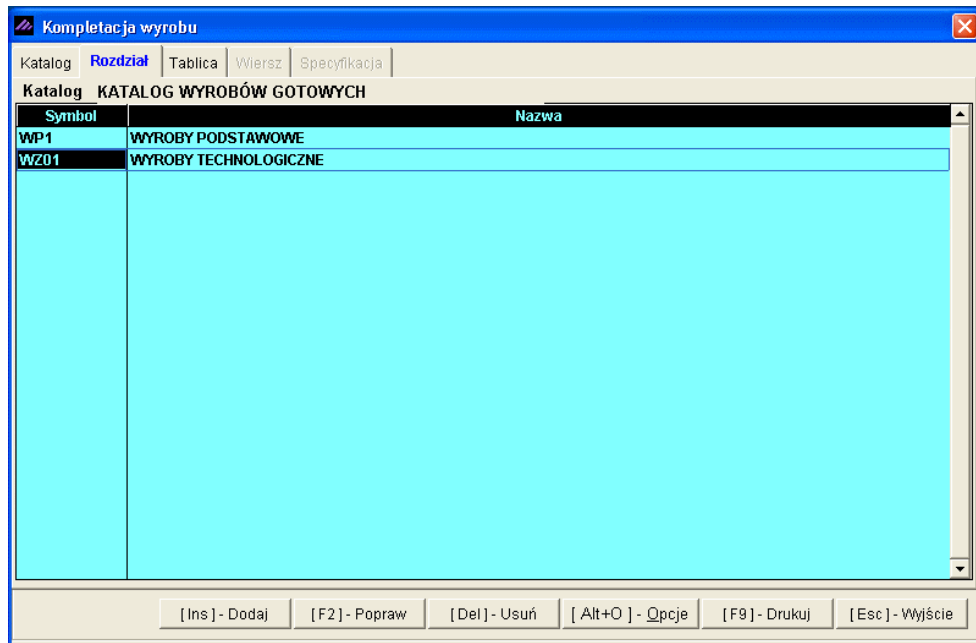 Kompletacja wyrobu
Katalog Rozdział Tablica Wiersz Specyfikacja
Katalog KATALOG WYROBÓW GOTOWYCH
Symbol Nazwa
WP1 WYROBY PODSTAWOWE
WZ01 WYROBY TECHNOLOGICZNE
[Ins]- Dodaj [F2]- Popraw [Del]- Usuń [ Alt+O ]- Opcje [F9]- Drukuj [Esc]- Wyjście